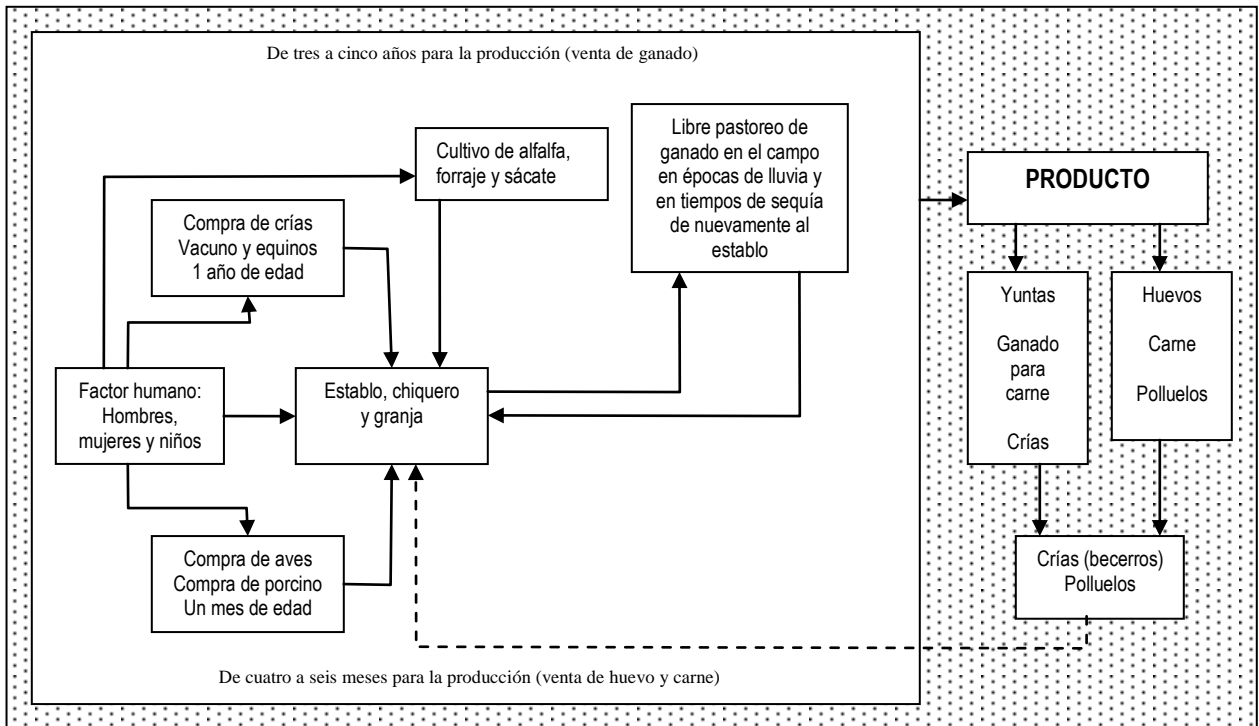 De tres a cinco años para la producción (venta de ganado)
Cultivo de alfalfa,
forraje y sácate
Libre pastoreo de
ganado en el campo
en épocas de lluvia y
en tiempos de sequía
de nuevamente al
establo
PRODUCTO
Compra de crías
Vacuno y equinos
1 año de edad
Yuntas
Ganado
para
carne
Crías
Huevos
Carne
Polluelos
Factor humano:
Hombres,
mujeres y niños
Establo, chiquero
y granja
Compra de aves
Compra de porcino
Un mes de edad
Crías (becerros)
Polluelos
De cuatro a seis meses para la producción (venta de huevo y carne)